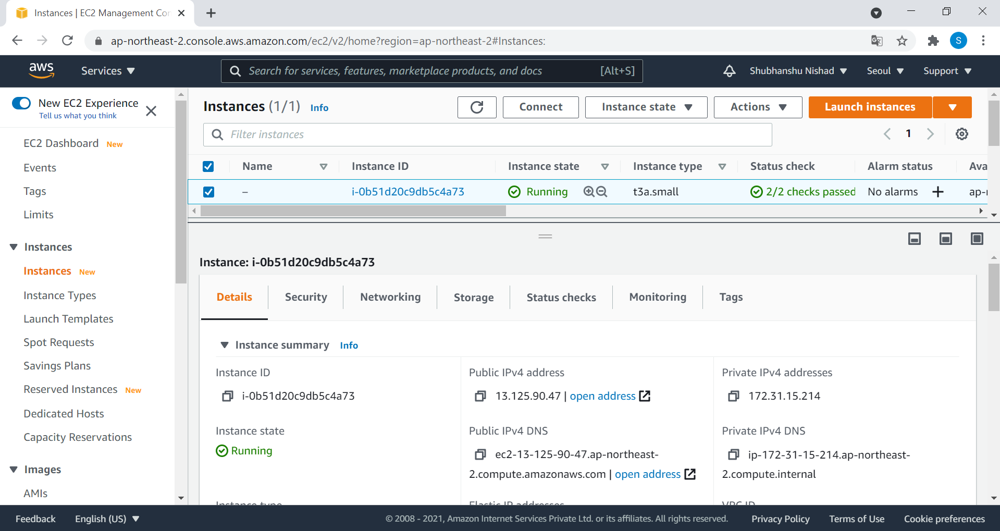 Instances | EC2 Management Con
ap-northeast-2.console.aws.amazon.com/ec2/v2/home?region=ap-northeast-2#Instances:
S
aws
Services
Search for services, features, marketplace products, and docs [Alt+S]
Shubhanshu Nishad
Seoul
Support
New EC2 Experience
Tell us what you think
EC2 Dashboard New
Events
Tags
Limits
Instances
Instances New
Instance Types
Launch Templates
Spot Requests
Savings Plans
Reserved Instances New
Dedicated Hosts
Capacity Reservations
Images
AMIs
Instances (1/1) Info
Connect
Instance state
Actions
Launch instances
Filter instances
1
Name Instance ID Instance state Instance type Status check Alarm status Ava
– i-0b51d20c9db5c4a73 Running t3a.small 2/2 checks passed No alarms + ap-n
Instance: i-0b51d20c9db5c4a73
Details Security Networking Storage Status checks Monitoring Tags
Instance summary Info
Instance ID
i-0b51d20c9db5c4a73
Public IPv4 address
13.125.90.47 | open address
Private IPv4 addresses
172.31.15.214
Instance state
Running
Public IPv4 DNS
ec2-13-125-90-47.ap-northeast-
2.compute.amazonaws.com | open address
Private IPv4 DNS
ip-172-31-15-214.ap-northeast-
2.compute.internal
Instance type
Elastic IP addresses
VPC ID
Feedback
English (US)
© 2008 - 2021, Amazon Internet Services Private Ltd. or its affiliates. All rights reserved.
Privacy Policy
Terms of Use
Cookie preferences